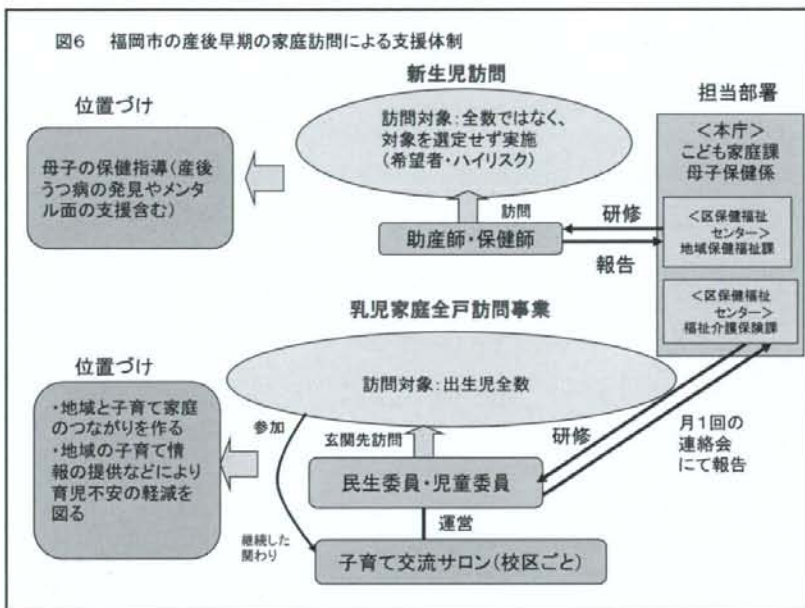 図6 福岡市の産後早期の家庭訪問による支援体制
新生児訪問
位置づけ
担当部署
訪問対象:全数ではなく、
対象を選定せず実施
(希望者・ハイリスク)
母子の保健指導(産後
うつ病の発見やメンタ
ル面の支援含む)
<本庁>
こども家庭課
母子保健係
訪問
助産師・保健師
研修
報告
<区保健福祉
センター>
地域保健福祉課
<区保健福祉
センター>
福祉介護保険課
乳児家庭全戸訪問事業
位置づけ
訪問対象:出生児全数
・地域と子育て家庭
のつながりを作る
・地域の子育て情
報の提供などにより
育児不安の軽減を
図る
参加
玄関先訪問
研修
月1回の
連絡会
にて報告
民生委員・児童委員
運営
継続した
関わり
子育て交流サロン(校区ごと)